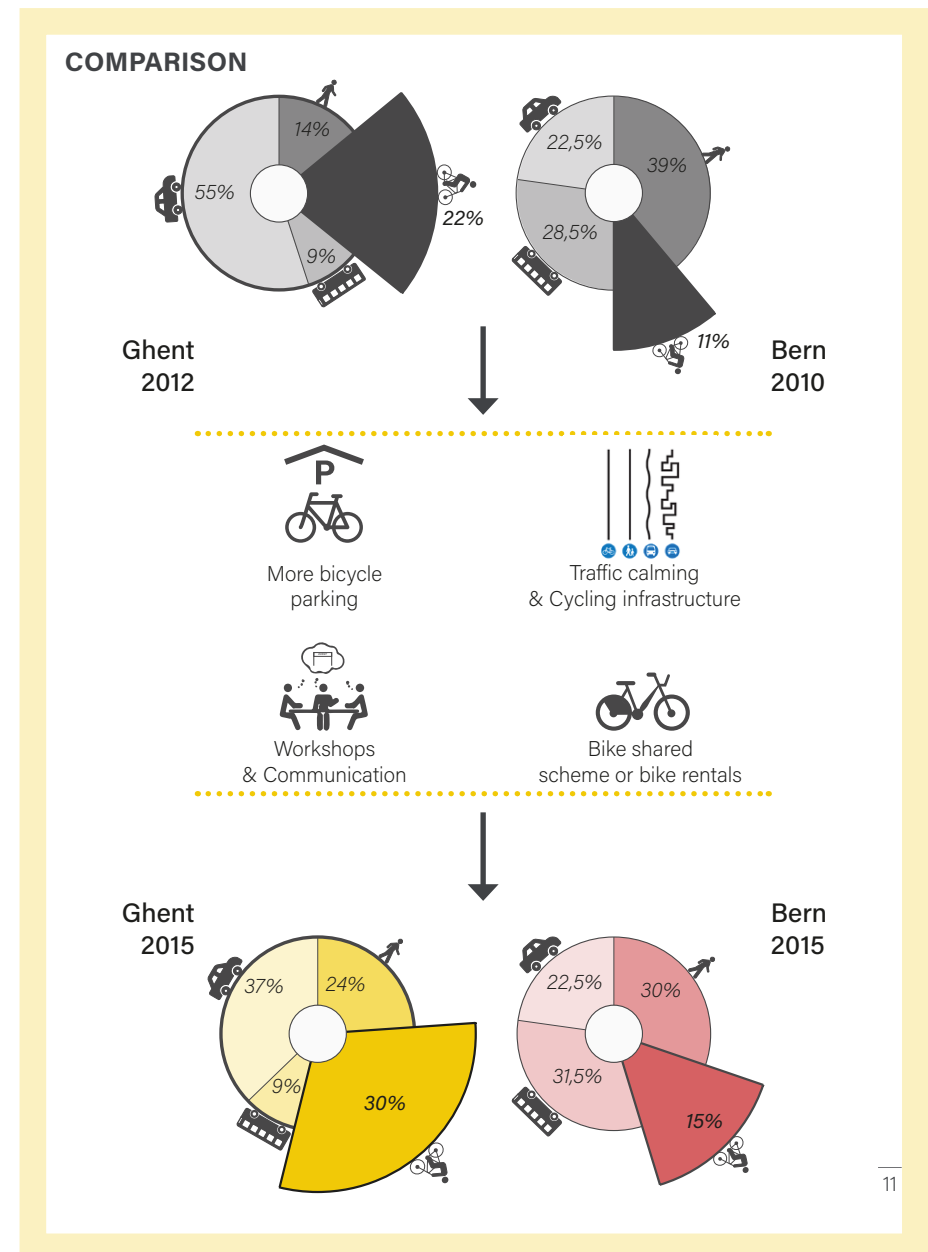 COMPARISON
14%
55%
22%
9%
22,5%
39%
28,5%
11%
Ghent
2012
Bern
2010
P
More bicycle
parking
Traffic calming
& Cycling infrastructure
Workshops
& Communication
Bike shared
scheme or bike rentals
Ghent
2015
Bern
2015
37%
24%
9%
30%
22,5%
30%
31,5%
15%
11